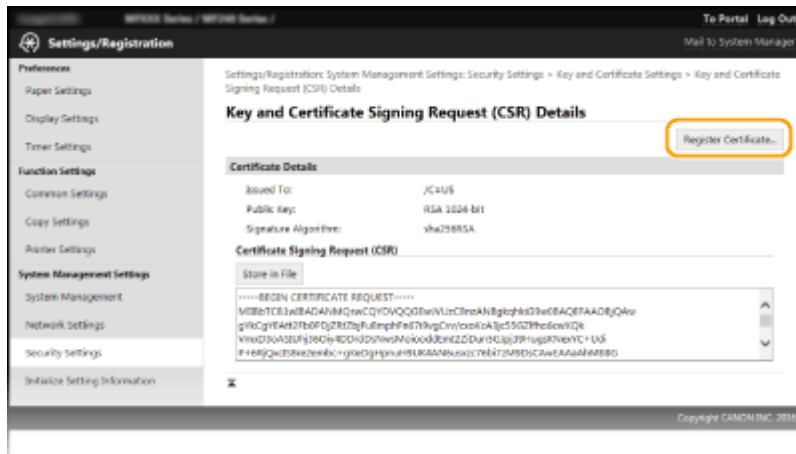 To Portal Log Out
Settings/Registration
Mail to System Manager
Preferences
Paper Settings
Display Settings
Timer Settings
Function Settings
Common Settings
Copy Settings
Printer Settings
System Management Settings
System Management
Network Settings
Security Settings
Initialize Setting Information
Settings/Registration: System Management Settings: Security Settings > Key and Certificate Settings > Key and Certificate
Signing Request (CSR) Details
Key and Certificate Signing Request (CSR) Details
Register Certificate...
Certificate Details
Issued To: /C=US
Public Key: RSA 1024-bit
Signature Algorithm: sha256RSA
Certificate Signing Request (CSR)
Store in File
-----BEGIN CERTIFICATE REQUEST-----
Copyright CANON INC. 2016